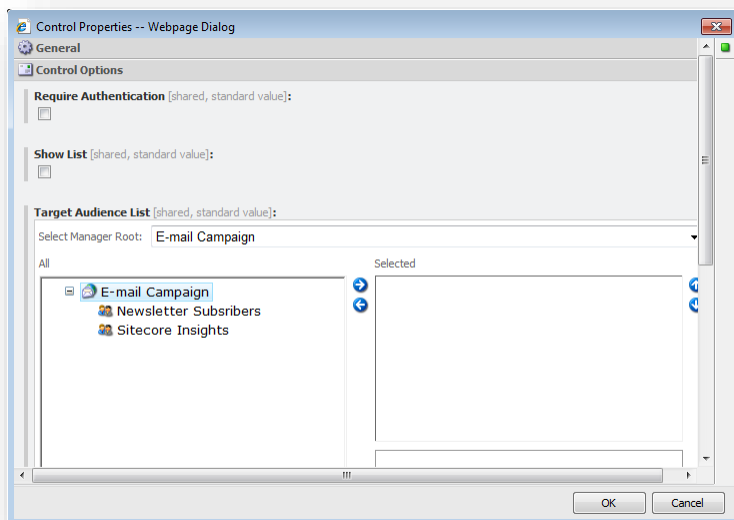 Control Properties -- Webpage Dialog
General
Control Options
Require Authentication [shared, standard value]:
Show List [shared, standard value]:
Target Audience List [shared, standard value]:
Select Manager Root: E-mail Campaign
All Selected
E-mail Campaign
Newsletter Subsribers
Sitecore Insights
OK Cancel